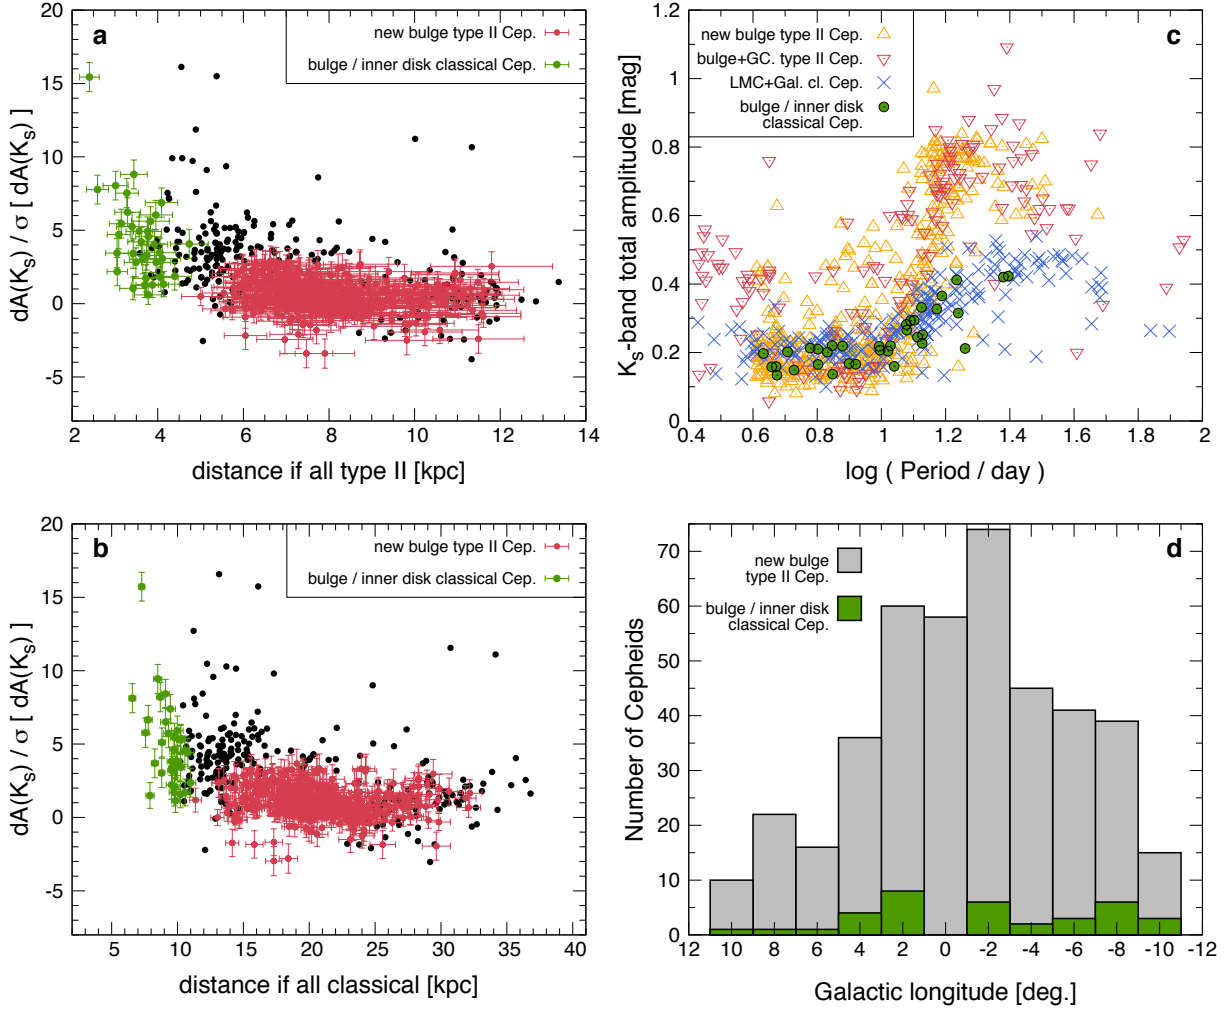 a
new bulge type II Cep.
bulge / inner disk classical Cep.
20
15
10
5
0
-5
2 4 6 8 10 12 14
dA(Ks) / σ [ dA(Ks) ]
distance if all type II [kpc]
c
new bulge type II Cep.
bulge+GC. type II Cep.
LMC+Gal. cl. Cep.
bulge / inner disk
classical Cep.
1.2
1
0.8
0.6
0.4
0.2
0
0.4 0.6 0.8 1 1.2 1.4 1.6 1.8 2
Ks-band total amplitude [mag]
log ( Period / day )
b
new bulge type II Cep.
bulge / inner disk classical Cep.
20
15
10
5
0
-5
5 10 15 20 25 30 35 40
dA(Ks) / σ [ dA(Ks) ]
distance if all classical [kpc]
d
new bulge
type II Cep.
bulge / inner disk
classical Cep.
70
60
50
40
30
20
10
0
12 10 8 6 4 2 0 -2 -4 -6 -8 -10 -12
Number of Cepheids
Galactic longitude [deg.]